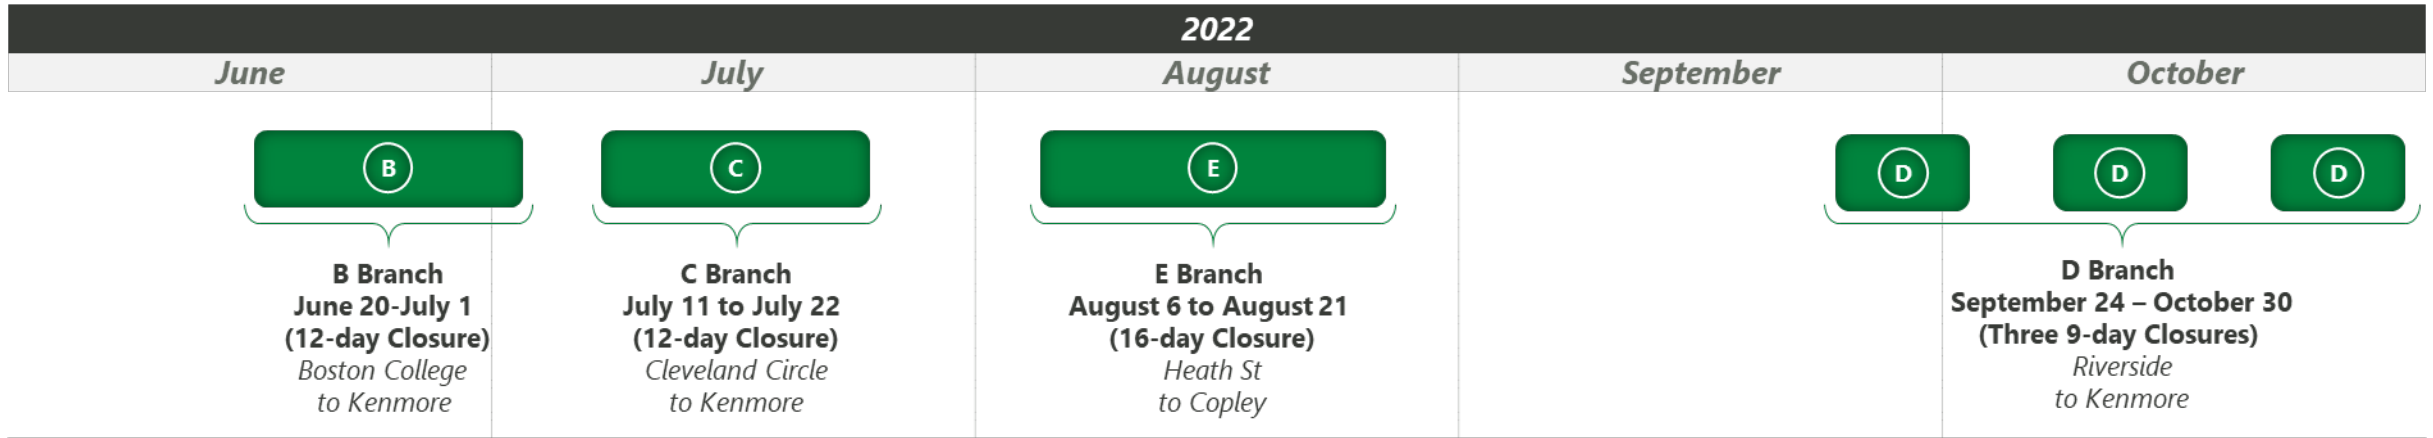 2022
June
July
August
September
October
B
C
E
D
D
D
B Branch
June 20-July 1
(12-day Closure)
Boston College
to Kenmore
C Branch
July 11 to July 22
(12-day Closure)
Cleveland Circle
to Kenmore
E Branch
August 6 to August 21
(16-day Closure)
Heath St
to Copley
D Branch
September 24 – October 30
(Three 9-day Closures)
Riverside
to Kenmore